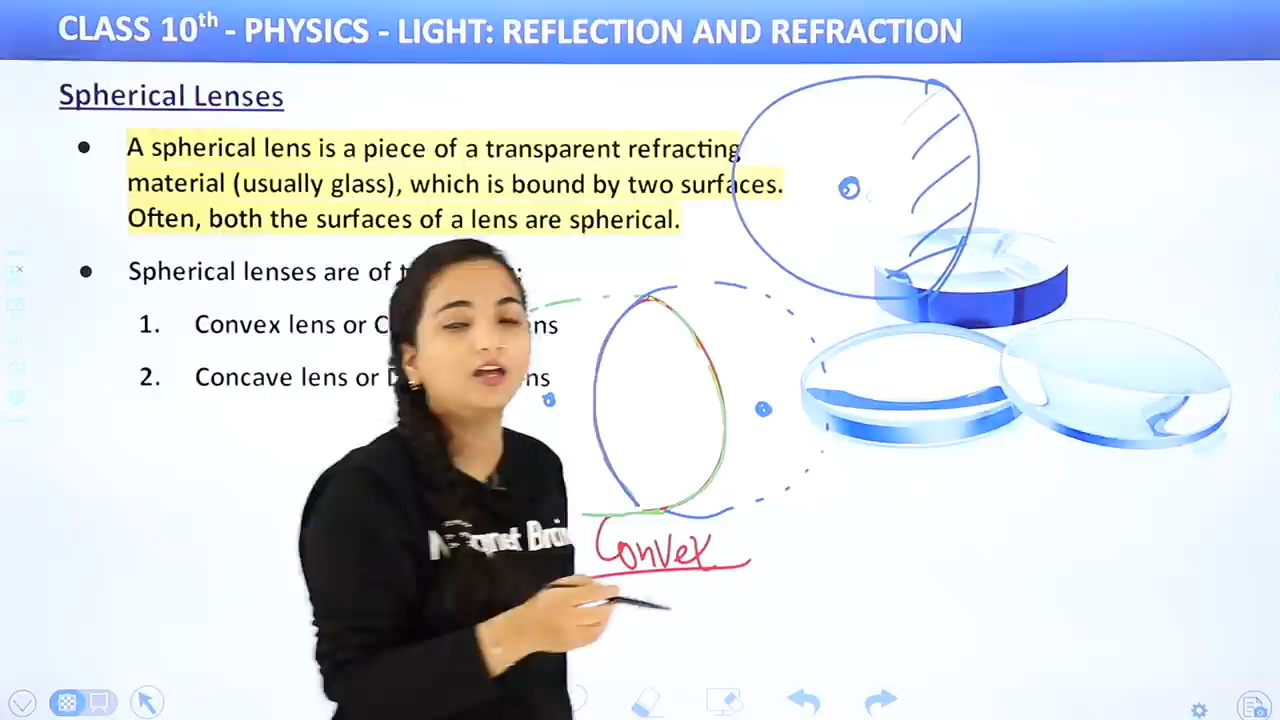 CLASS 10th - PHYSICS - LIGHT: REFLECTION AND REFRACTION
Spherical Lenses
● A spherical lens is a piece of a transparent refracting
material (usually glass), which is bound by two surfaces.
Often, both the surfaces of a lens are spherical.
● Spherical lenses are of
1. Convex lens or C
2. Concave lens or
Convex